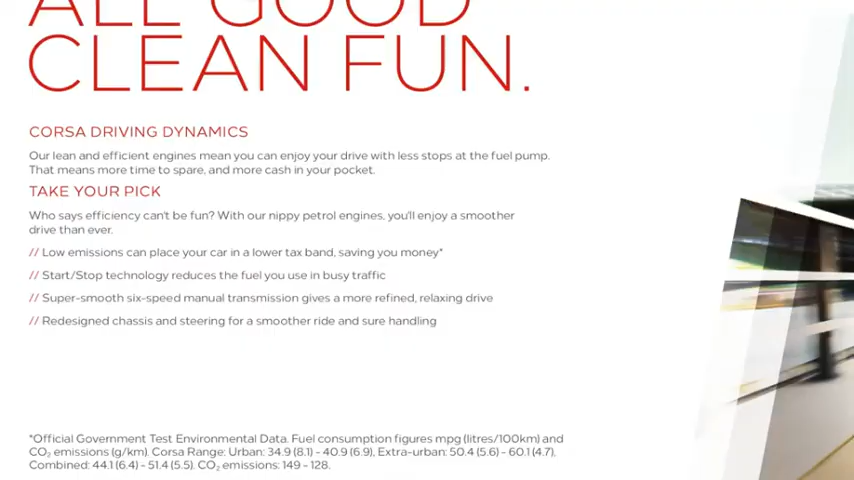 ALL GOOD
CLEAN FUN.
CORSA DRIVING DYNAMICS
Our lean and efficient engines mean you can enjoy your drive with less stops at the fuel pump.
That means more time to spare, and more cash in your pocket.
TAKE YOUR PICK
Who says efficiency can't be fun? With our nippy petrol engines, you'll enjoy a smoother
drive than ever.
// Low emissions can place your car in a lower tax band, saving you money*
// Start/Stop technology reduces the fuel you use in busy traffic
// Super-smooth six-speed manual transmission gives a more refined, relaxing drive
// Redesigned chassis and steering for a smoother ride and sure handling
*Official Government Test Environmental Data. Fuel consumption figures mpg (litres/100km) and
CO₂ emissions (g/km). Corsa Range: Urban: 34.9 (8.1) - 40.9 (6.9), Extra-urban: 50.4 (5.6) - 60.1 (4.7),
Combined: 44.1 (6.4) - 51.4 (5.5). CO₂ emissions: 149 - 128.